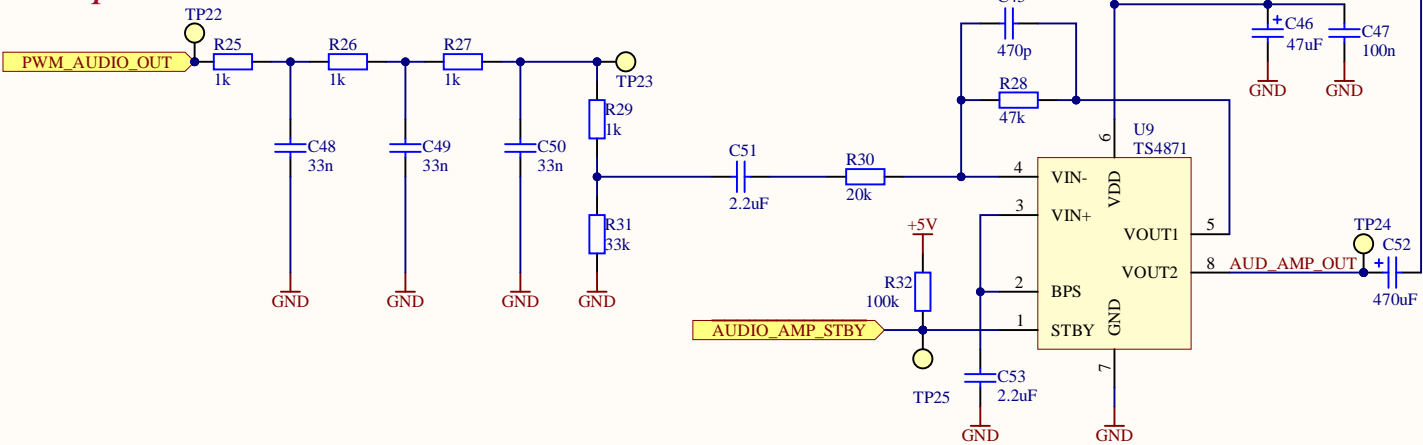 TP22
PWM_AUDIO_OUT
R25
1k
R26
1k
R27
1k
TP23
C48
33n
C49
33n
C50
33n
R29
1k
R31
33k
GND
GND
GND
GND
C51
2.2uF
R30
20k
470p
R28
47k
C46
47uF
C47
100n
GND
GND
U9
TS4871
6
VDD
4
VIN-
3
VIN+
2
BPS
1
STBY
VOUT1
5
VOUT2
8
GND
7
+5V
R32
100k
AUDIO_AMP_STBY
TP25
C53
2.2uF
GND
GND
AUD_AMP_OUT
TP24
+
C52
470uF
+